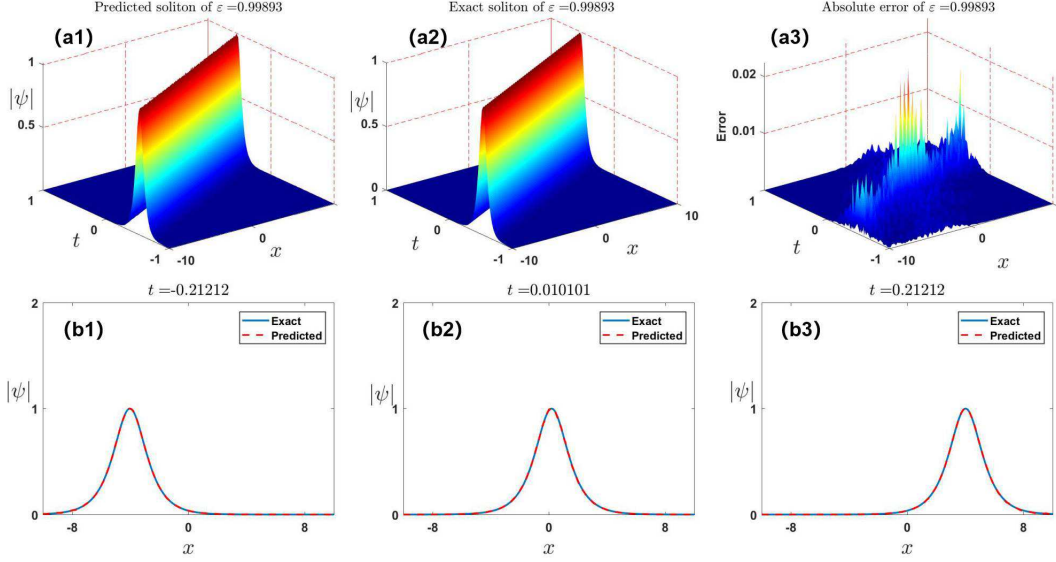 Predicted soliton of ε =0.99893
(a1)
1
|ψ|
0.5
1
0
t
-1
-10
0
x
Exact soliton of ε =0.99893
(a2)
1
|ψ|
0.5
0
1
0
t
-1
-10
0
x
10
Absolute error of ε =0.99893
(a3)
0.02
Error
0.01
1
0
t
-1
-10
0
x
t =-0.21212
(b1)
Exact
Predicted
2
|ψ|
1
0
-8
0
8
x
t =0.010101
(b2)
Exact
Predicted
2
|ψ|
1
0
-8
0
8
x
t =0.21212
(b3)
Exact
Predicted
2
|ψ|
1
0
-8
0
8
x